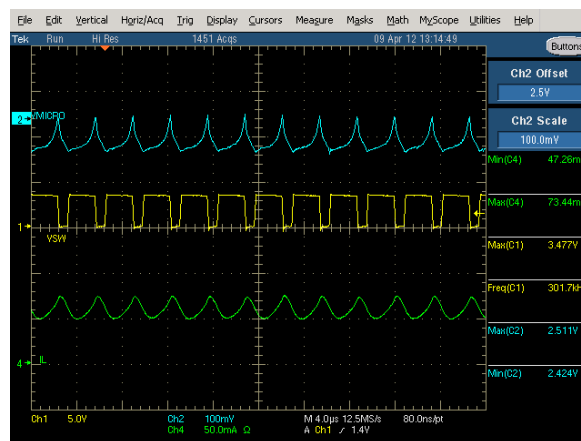 File Edit Vertical Horiz/Acq Trig Display Cursors Measure Masks Math MyScope Utilities Help
Tek Run Hi Res 1451 Acqs 09 Apr 12 13:14:49
Buttons
Ch2 Offset
2.5V
Ch2 Scale
100.0mV
2
VMICRO
Min(C4) 47.26m
Max(C4) 73.44m
1
VSW
Max(C1) 3.477V
Freq(C1) 301.7kH
Max(C2) 2.511V
Min(C2) 2.424V
4
IL
Ch1 5.0V Ch2 100mV M 4.0µs 12.5MS/s 80.0ns/pt
Ch4 50.0mA Ω A Ch1 ⁄ 1.4V